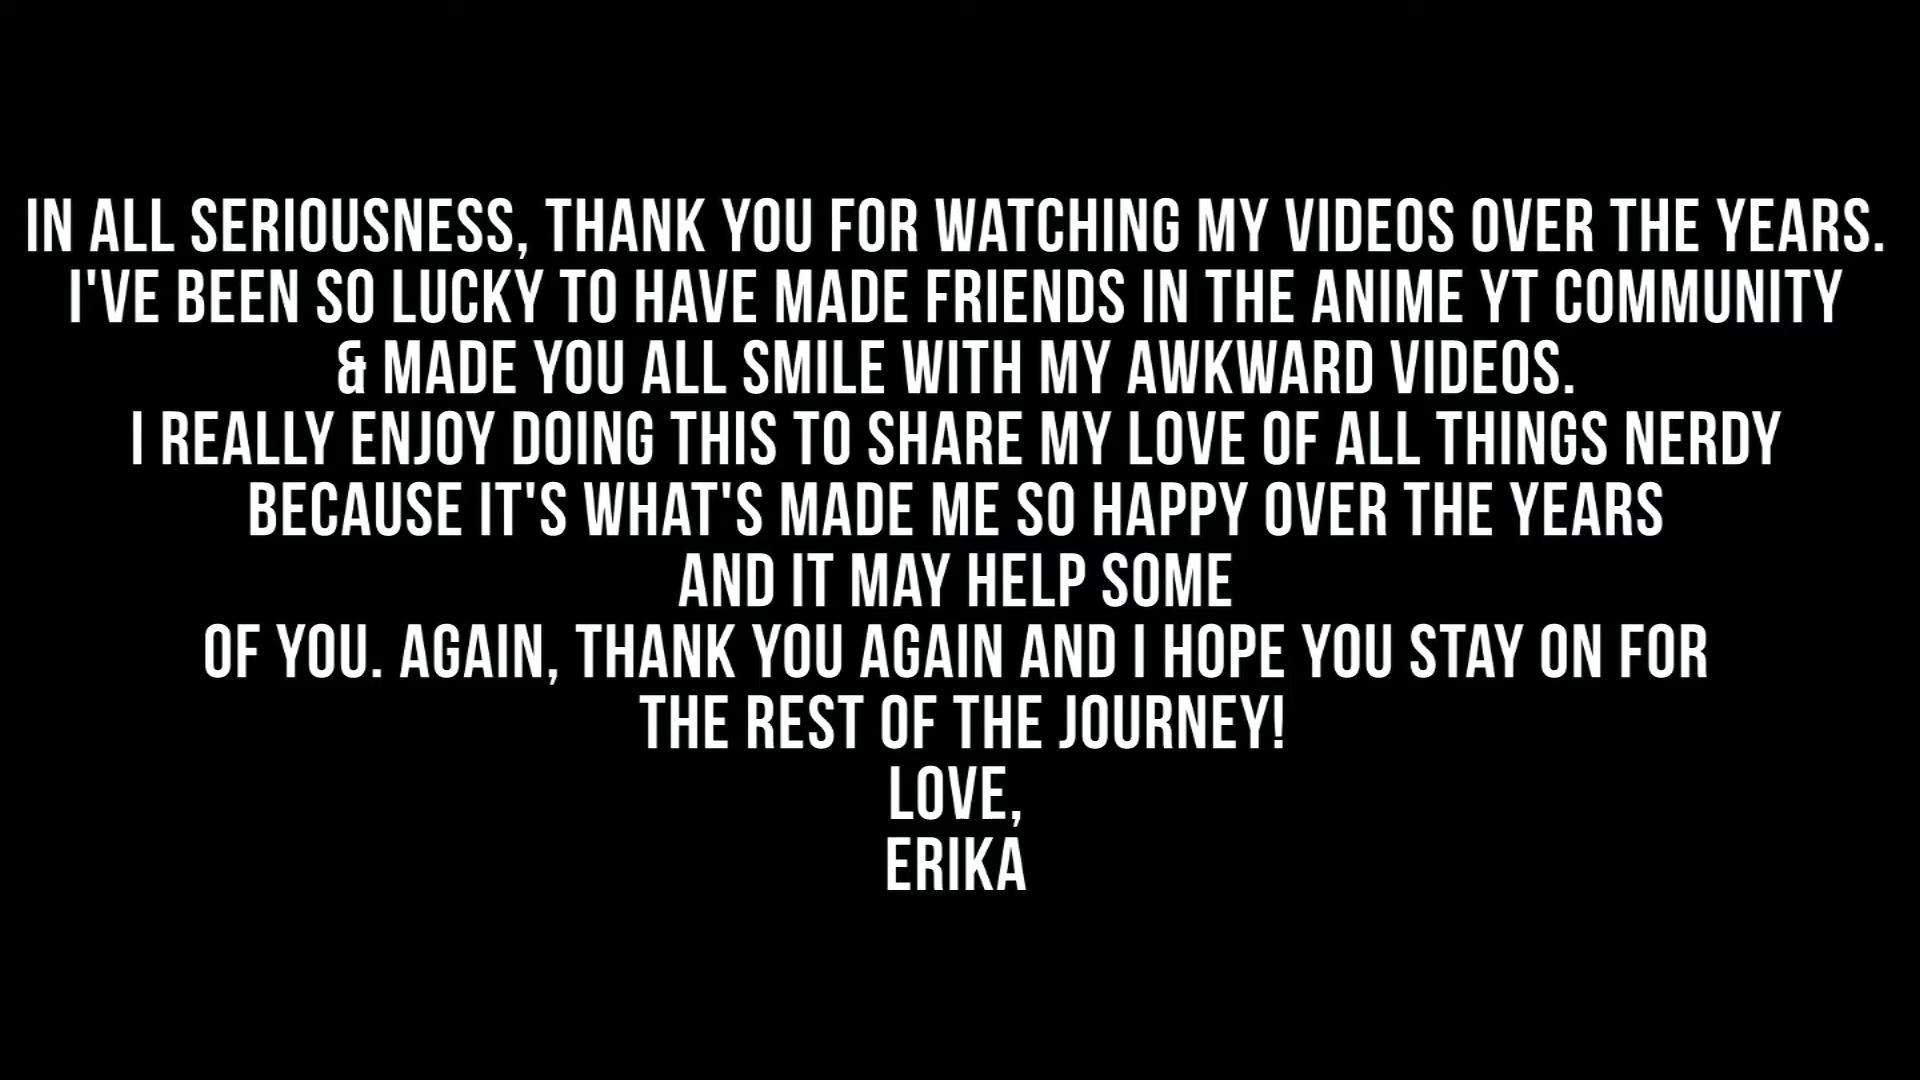 IN ALL SERIOUSNESS, THANK YOU FOR WATCHING MY VIDEOS OVER THE YEARS.
I'VE BEEN SO LUCKY TO HAVE MADE FRIENDS IN THE ANIME YT COMMUNITY
& MADE YOU ALL SMILE WITH MY AWKWARD VIDEOS.
I REALLY ENJOY DOING THIS TO SHARE MY LOVE OF ALL THINGS NERDY
BECAUSE IT'S WHAT'S MADE ME SO HAPPY OVER THE YEARS
AND IT MAY HELP SOME
OF YOU. AGAIN, THANK YOU AGAIN AND I HOPE YOU STAY ON FOR
THE REST OF THE JOURNEY!
LOVE,
ERIKA